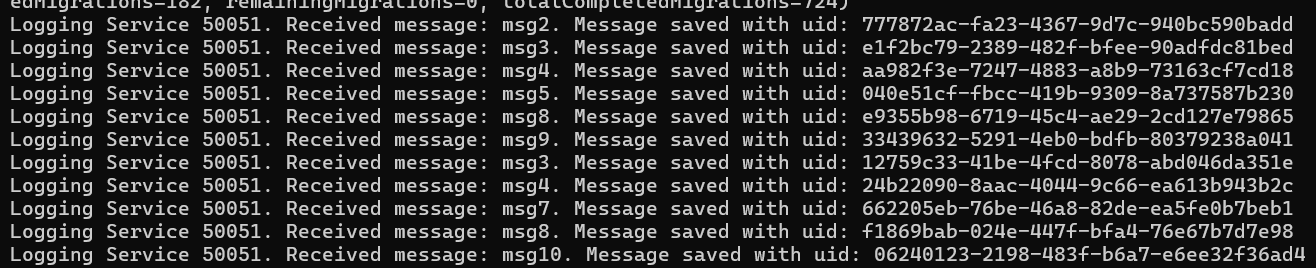 edMigrations=182, remainingMigrations=0, totalCompletedMigrations=724)
Logging Service 50051. Received message: msg2. Message saved with uid: 777872ac-fa23-4367-9d7c-940bc590badd
Logging Service 50051. Received message: msg3. Message saved with uid: e1f2bc79-2389-482f-bfee-90adfdc81bed
Logging Service 50051. Received message: msg4. Message saved with uid: aa982f3e-7247-4883-a8b9-73163cf7cd18
Logging Service 50051. Received message: msg5. Message saved with uid: 040e51cf-fbcc-419b-9309-8a737587b230
Logging Service 50051. Received message: msg8. Message saved with uid: e9355b98-6719-45c4-ae29-2cd127e79865
Logging Service 50051. Received message: msg9. Message saved with uid: 33439632-5291-4eb0-bdfb-80379238a041
Logging Service 50051. Received message: msg3. Message saved with uid: 12759c33-41be-4fcd-8078-abd046da351e
Logging Service 50051. Received message: msg4. Message saved with uid: 24b22090-8aac-4044-9c66-ea613b943b2c
Logging Service 50051. Received message: msg7. Message saved with uid: 662205eb-76be-46a8-82de-ea5fe0b7beb1
Logging Service 50051. Received message: msg8. Message saved with uid: f1869bab-024e-447f-bfa4-76e67b7d7e98
Logging Service 50051. Received message: msg10. Message saved with uid: 06240123-2198-483f-b6a7-e6ee32f36ad4